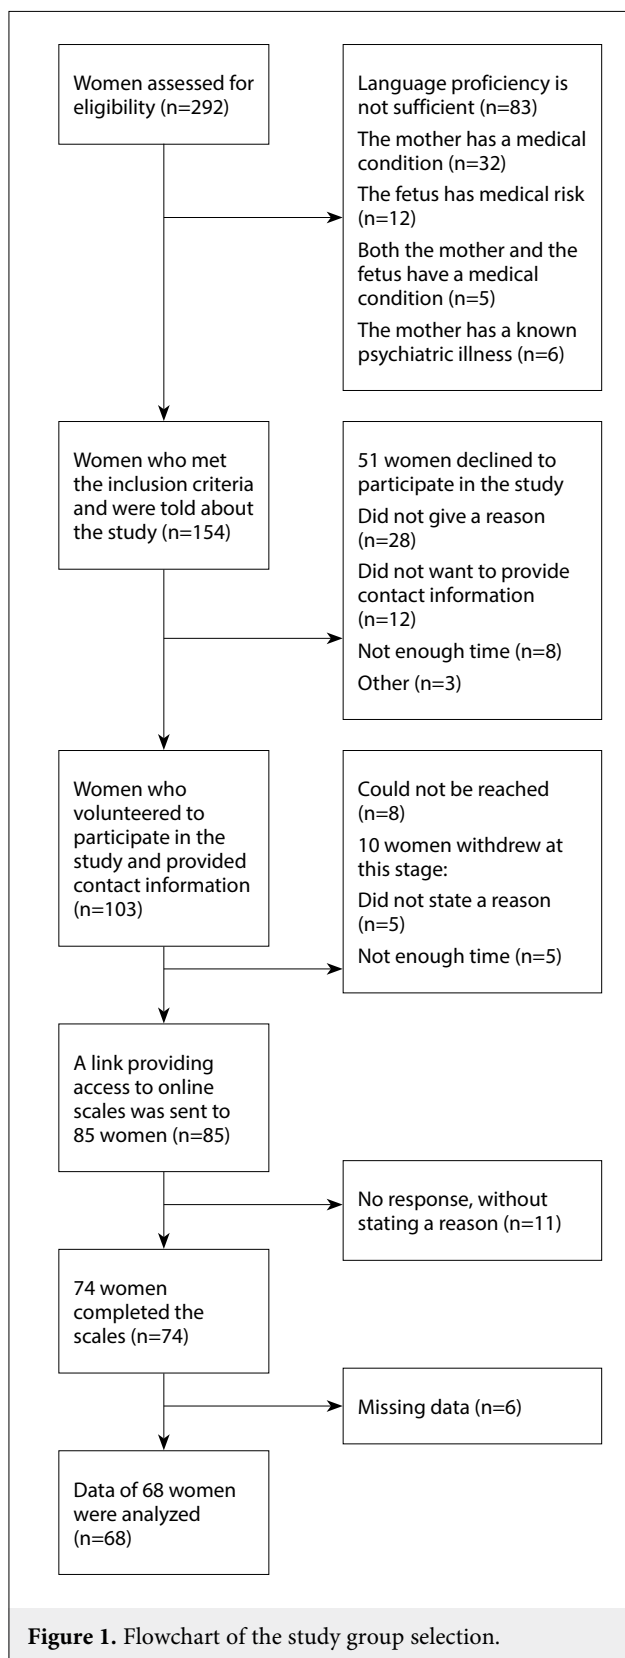 Women assessed for
eligibility (n=292)
Language proficiency is
not sufficient (n=83)
The mother has a medical
condition (n=32)
The fetus has medical risk
(n=12)
Both the mother and the
fetus have a medical
condition (n=5)
The mother has a known
psychiatric illness (n=6)
Women who met
the inclusion criteria
and were told about
the study (n=154)
51 women declined to
participate in the study
Did not give a reason
(n=28)
Did not want to provide
contact information
(n=12)
Not enough time (n=8)
Other (n=3)
Women who
volunteered to
participate in the
study and provided
contact information
(n=103)
Could not be reached
(n=8)
10 women withdrew at
this stage:
Did not state a reason
(n=5)
Not enough time (n=5)
A link providing
access to online
scales was sent to
85 women (n=85)
No response, without
stating a reason (n=11)
74 women
completed the
scales (n=74)
Missing data (n=6)
Data of 68 women
were analyzed
(n=68)
Figure 1. Flowchart of the study group selection.